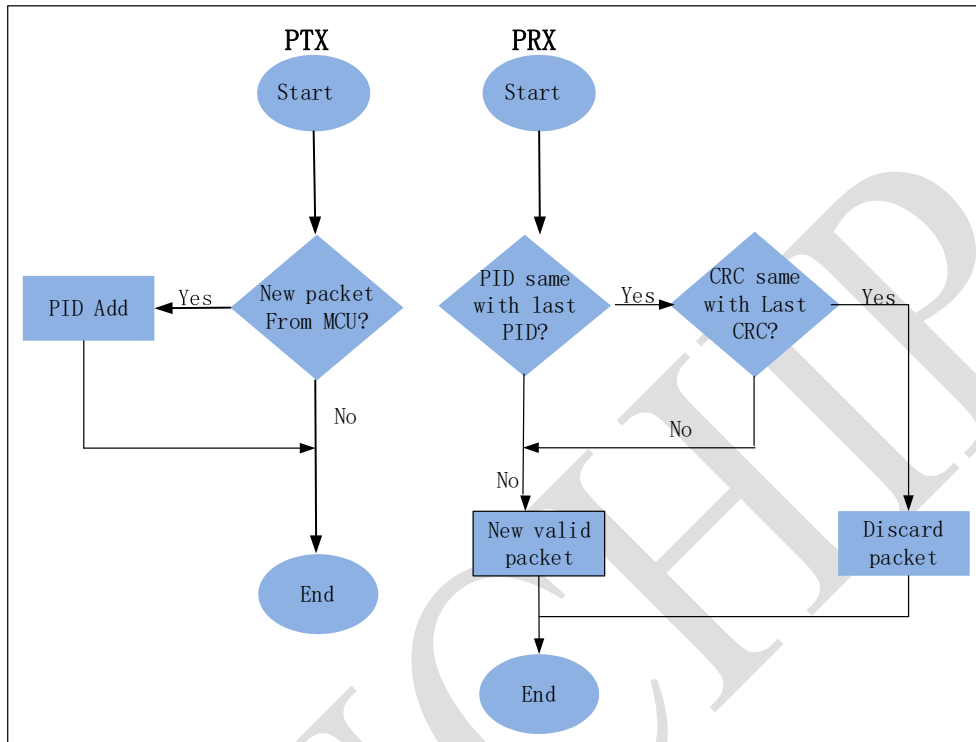 PTX
Start
New packet
From MCU?
Yes
PID Add
No
End
PRX
Start
PID same
with last
PID?
Yes
CRC same
with Last
CRC?
Yes
No
No
New valid
packet
Discard
packet
End